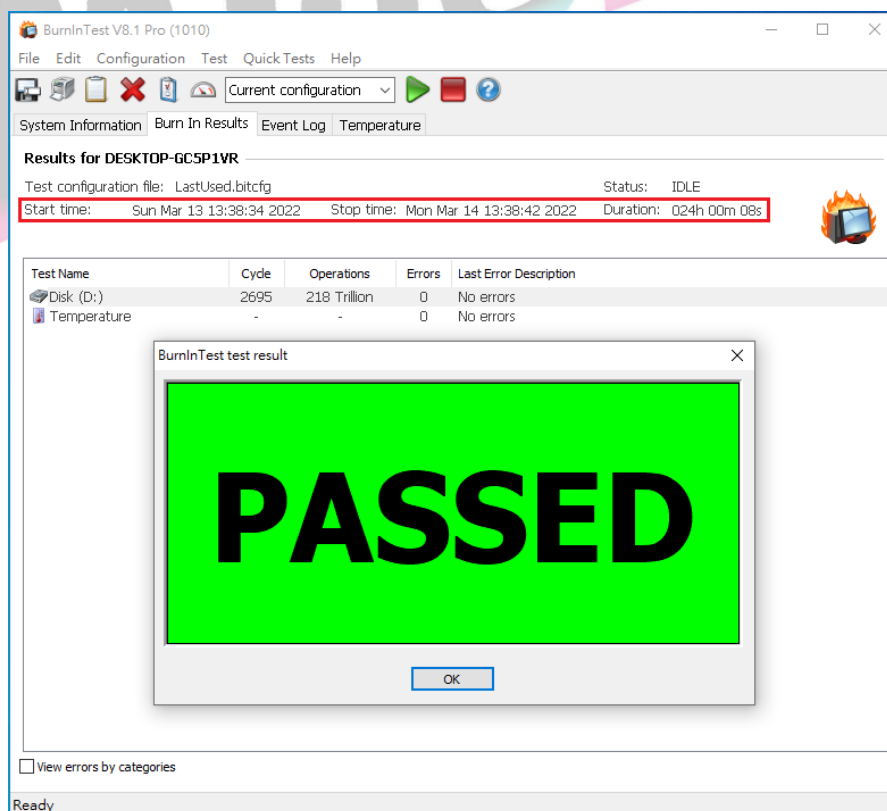 BurnInTest V8.1 Pro (1010)
File Edit Configuration Test Quick Tests Help
Current configuration
System Information Burn In Results Event Log Temperature
Results for DESKTOP-GC5P1VR
Test configuration file: LastUsed.bitcfg Status: IDLE
Start time: Sun Mar 13 13:38:34 2022 Stop time: Mon Mar 14 13:38:42 2022 Duration: 024h 00m 08s
Test Name Cycle Operations Errors Last Error Description
Disk (D:) 2695 218 Trillion 0 No errors
Temperature - - 0 No errors
BurnInTest test result
PASSED
OK
View errors by categories
Ready